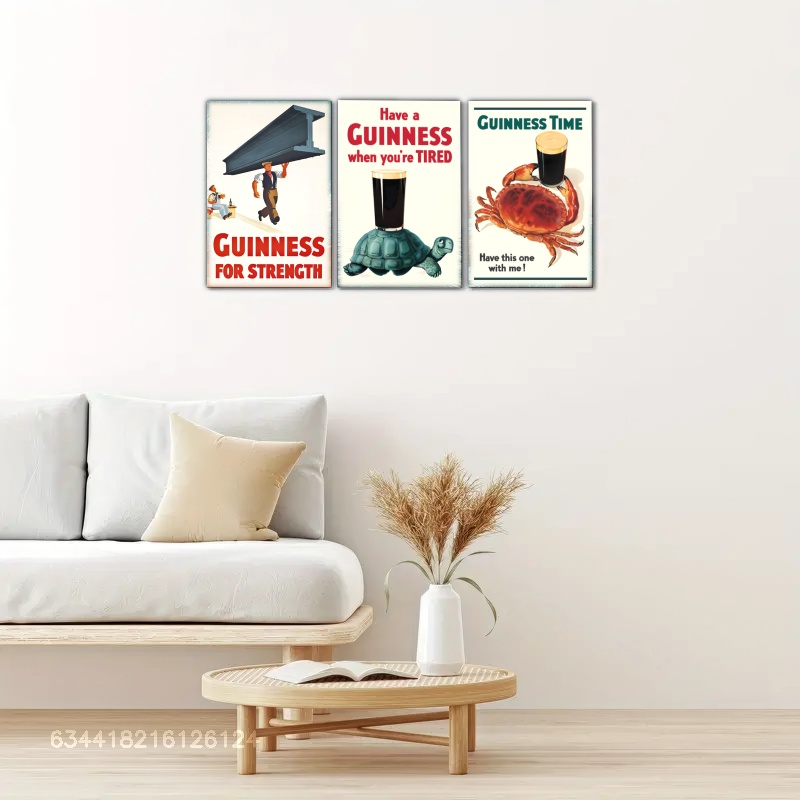 GUINNESS
FOR STRENGTH
Have a
GUINNESS
when you're TIRED
GUINNESS TIME
Have this one
with me!
634418216126124